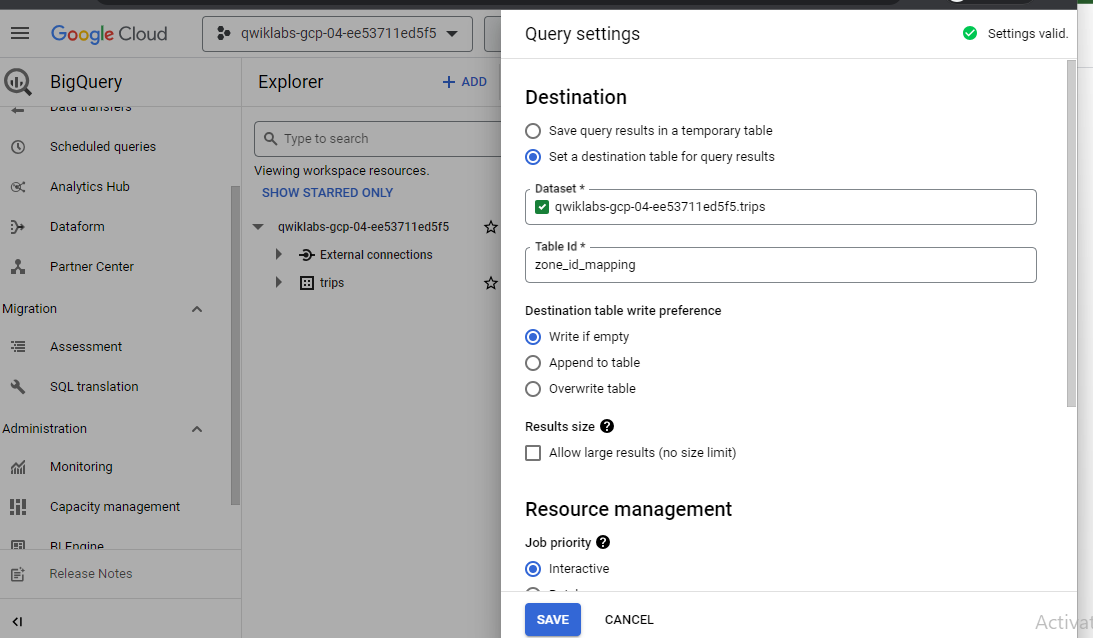 Google Cloud
qwiklabs-gcp-04-ee53711ed5f5
BigQuery
Data transfers
Scheduled queries
Analytics Hub
Dataform
Partner Center
Migration
Assessment
SQL translation
Administration
Monitoring
Capacity management
BI Engine
Release Notes
Explorer
+ ADD
Type to search
Viewing workspace resources.
SHOW STARRED ONLY
qwiklabs-gcp-04-ee53711ed5f5
External connections
trips
Query settings
Settings valid.
Destination
Save query results in a temporary table
Set a destination table for query results
Dataset *
qwiklabs-gcp-04-ee53711ed5f5.trips
Table Id *
zone_id_mapping
Destination table write preference
Write if empty
Append to table
Overwrite table
Results size
Allow large results (no size limit)
Resource management
Job priority
Interactive
SAVE
CANCEL
Activat